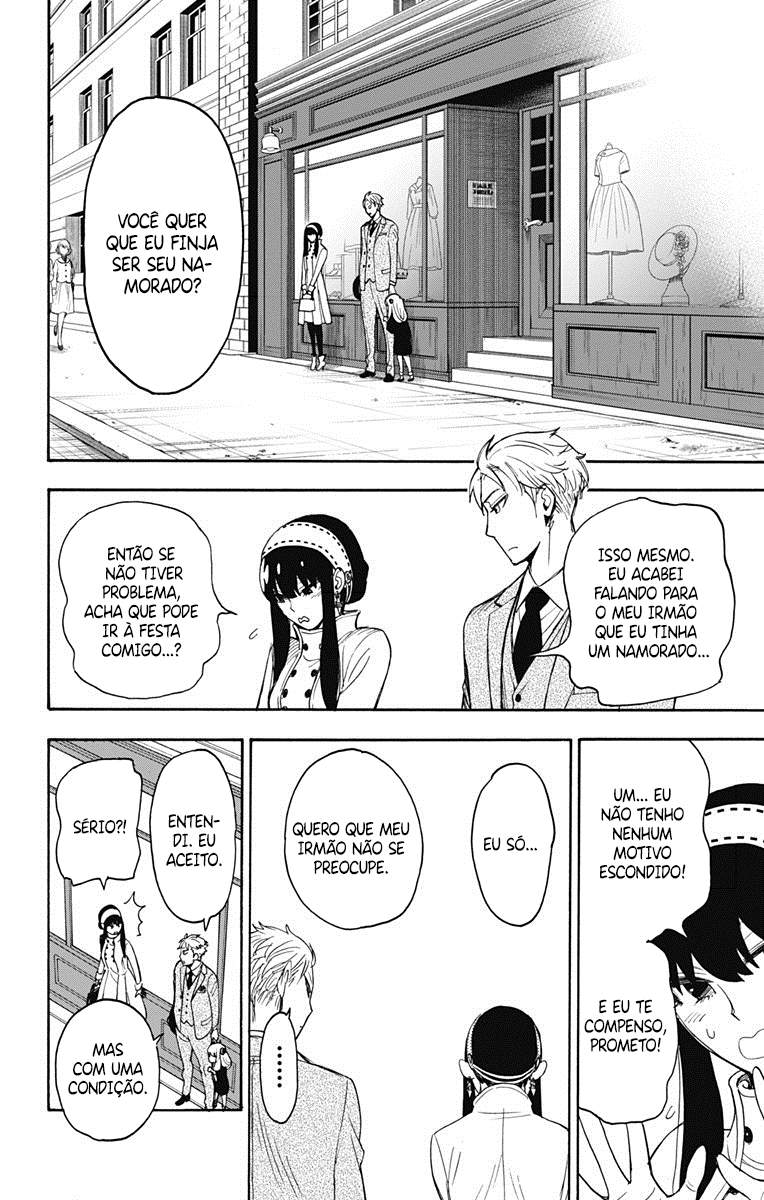 VOCÊ QUER
QUE EU FINJA
SER SEU NA-
MORADO?
ISSO MESMO.
EU ACABEI
FALANDO PARA
O MEU IRMÃO
QUE EU TINHA
UM NAMORADO...
ENTÃO SE
NÃO TIVER
PROBLEMA,
ACHA QUE PODE
IR À FESTA
COMIGO...?
UM... EU
NÃO TENHO
NENHUM
MOTIVO
ESCONDIDO!
E EU TE
COMPENSO,
PROMETO!
EU SÓ...
QUERO QUE MEU
IRMÃO NÃO SE
PREOCUPE.
ENTEN-
DI. EU
ACEITO.
SÉRIO?!
MAS
COM UMA
CONDIÇÃO.